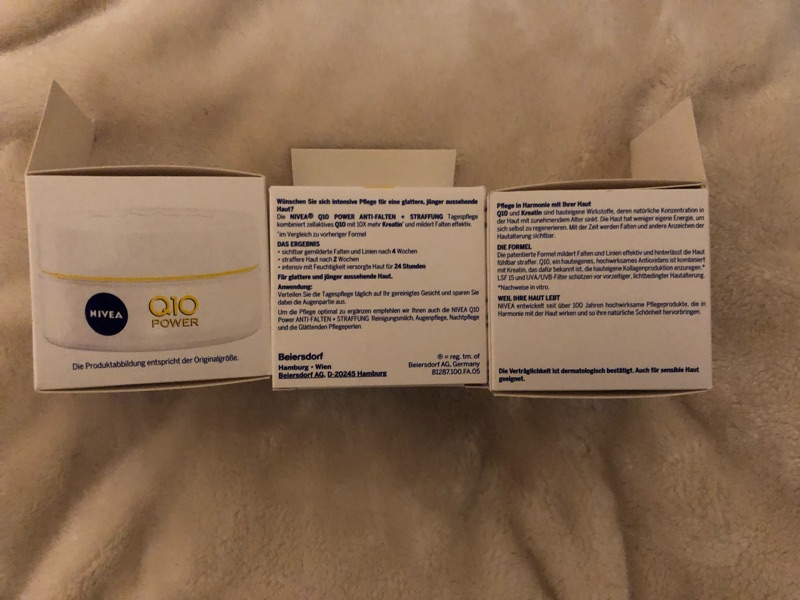 NIVEA
Q10
POWER
Die Produktabbildung entspricht der Originalgröße.
Wünschen Sie sich intensive Pflege für eine glattere, jünger aussehende
Haut?
Die NIVEA® Q10 POWER ANTI-FALTEN + STRAFFUNG Tagespflege
kombiniert zellaktives Q10 mit 10X mehr Kreatin* und mildert Falten effektiv.
*im Vergleich zu vorheriger Formel
DAS ERGEBNIS
• sichtbar gemilderte Falten und Linien nach 4 Wochen
• straffere Haut nach 2 Wochen
• intensiv mit Feuchtigkeit versorgte Haut für 24 Stunden
Für glattere und jünger aussehende Haut.
Anwendung:
Verteilen Sie die Tagespflege täglich auf Ihr gereinigtes Gesicht und sparen Sie
dabei die Augenpartie aus.
Um die Pflege optimal zu ergänzen empfehlen wir Ihnen auch die NIVEA Q10
Power ANTI-FALTEN + STRAFFUNG Reinigungsmilch, Augenpflege, Nachtpflege
und die Glättenden Pflegeperlen.
Beiersdorf
Hamburg • Wien
Beiersdorf AG, D-20245 Hamburg
® = reg. tm. of
Beiersdorf AG, Germany
81287.100.FA.05
Pflege in Harmonie mit Ihrer Haut
Q10 und Kreatin sind hauteigene Wirkstoffe, deren natürliche Konzentration in
der Haut mit zunehmendem Alter sinkt. Die Haut hat weniger eigene Energie, um
sich selbst zu regenerieren. Mit der Zeit werden Falten und andere Anzeichen der
Hautalterung sichtbar.
DIE FORMEL
Die patentierte Formel mildert Falten und Linien effektiv und hinterlässt die Haut
fühlbar straffer. Q10, ein hauteigenes, hochwirksames Antioxidans ist kombiniert
mit Kreatin, das dafür bekannt ist, die hauteigene Kollagenproduktion anzuregen.*
LSF 15 und UVA/UVB-Filter schützen vor vorzeitiger, lichtbedingter Hautalterung.
*Nachweise in vitro.
WEIL IHRE HAUT LEBT
NIVEA entwickelt seit über 100 Jahren hochwirksame Pflegeprodukte, die in
Harmonie mit der Haut wirken und so ihre natürliche Schönheit hervorbringen.
Die Verträglichkeit ist dermatologisch bestätigt. Auch für sensible Haut
geeignet.